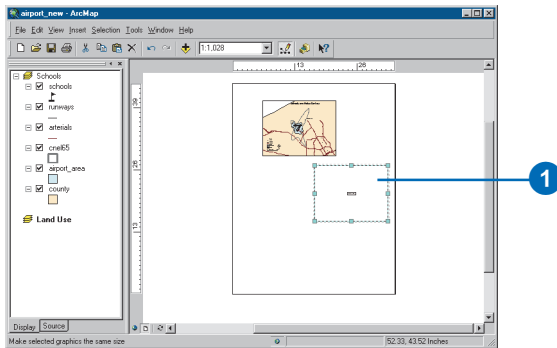 airport_new - ArcMap
File Edit View Insert Selection Tools Window Help
1:1,028
Schools
schools
runways
arterials
cnel65
airport_area
county
Land Use
Display Source
13 26
39
26
13
1
Make selected graphics the same size
52.33, 43.52 Inches